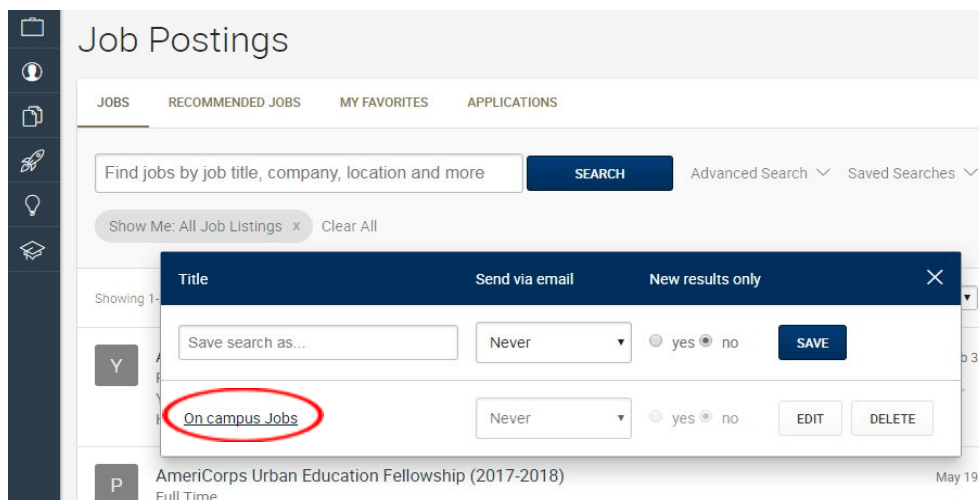 Job Postings
JOBS RECOMMENDED JOBS MY FAVORITES APPLICATIONS
Find jobs by job title, company, location and more SEARCH Advanced Search Saved Searches
Show Me: All Job Listings x Clear All
Title Send via email New results only
Showing 1-
Save search as... Never yes no SAVE
Y
On campus Jobs Never yes no EDIT DELETE
P AmeriCorps Urban Education Fellowship (2017-2018) May 19
Full Time